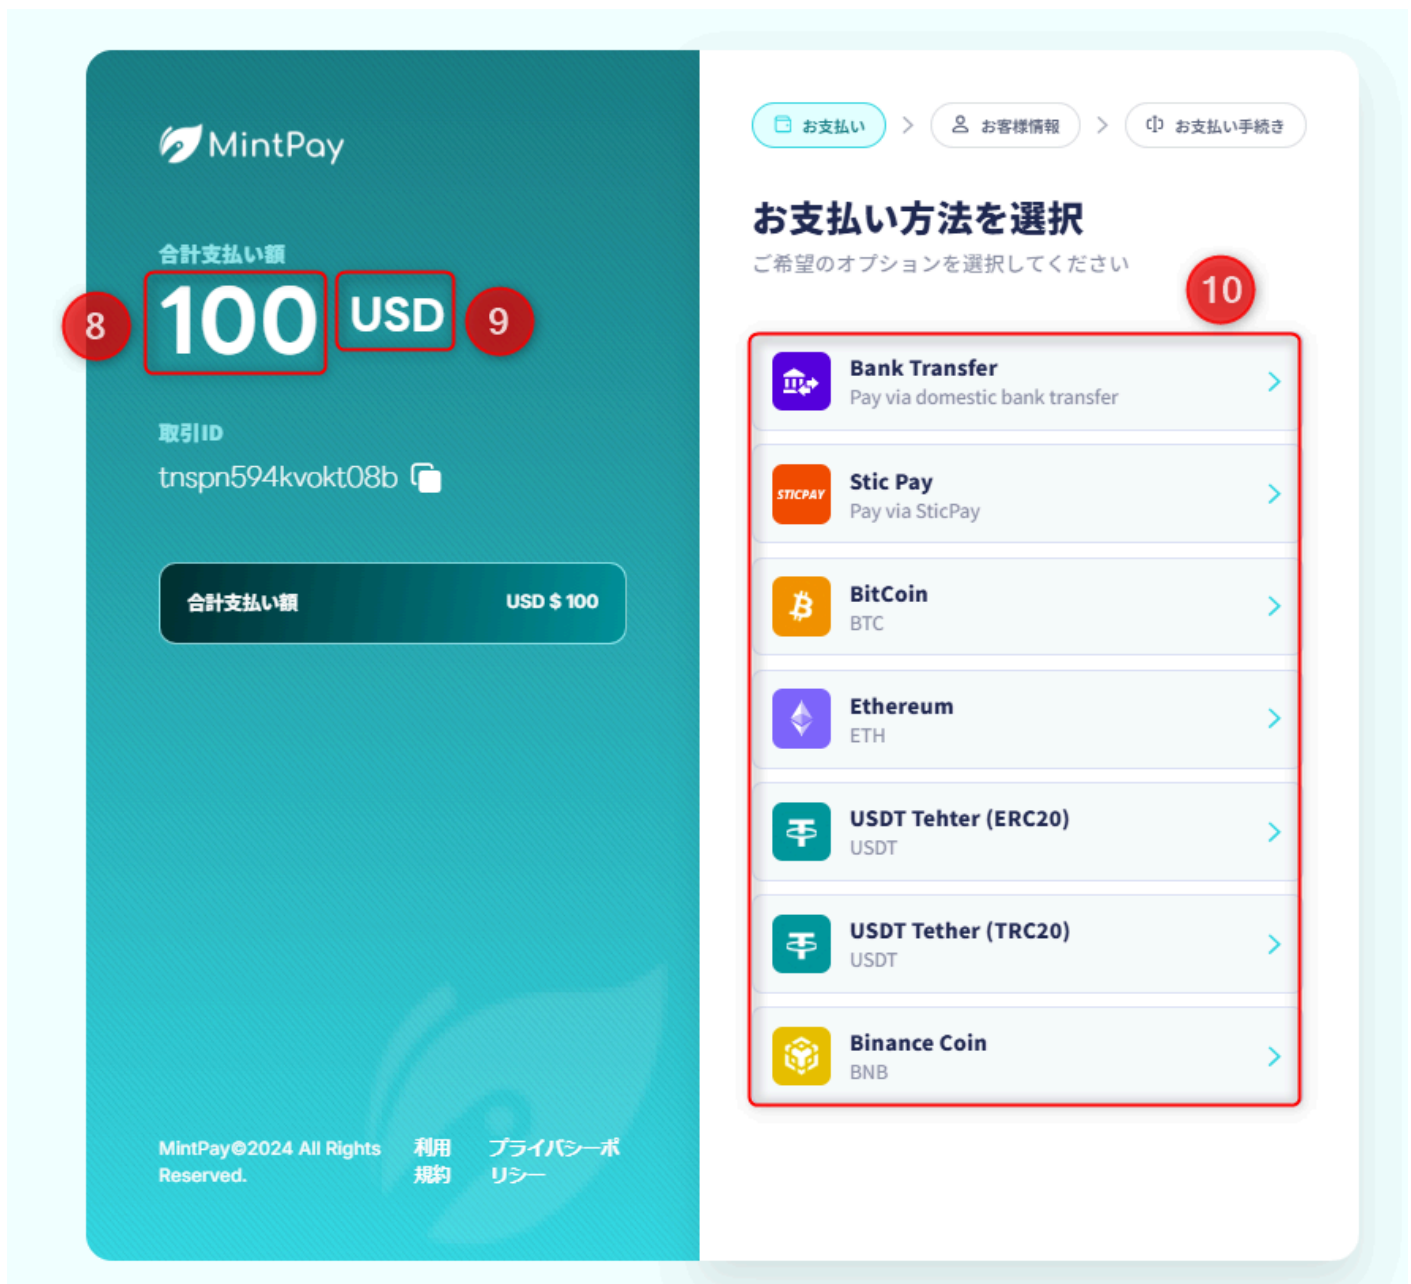 MintPay
合計支払い額
8
100
USD
9
取引ID
tnspn594kvokt08b
合計支払い額 USD $ 100
MintPay©2024 All Rights Reserved.
利用規約
プライバシーポリシー
お支払い
お客様情報
お支払い手続き
お支払い方法を選択
ご希望のオプションを選択してください
10
Bank Transfer
Pay via domestic bank transfer
STICPAY
Stic Pay
Pay via SticPay
BitCoin
BTC
Ethereum
ETH
USDT Tehter (ERC20)
USDT
USDT Tether (TRC20)
USDT
Binance Coin
BNB